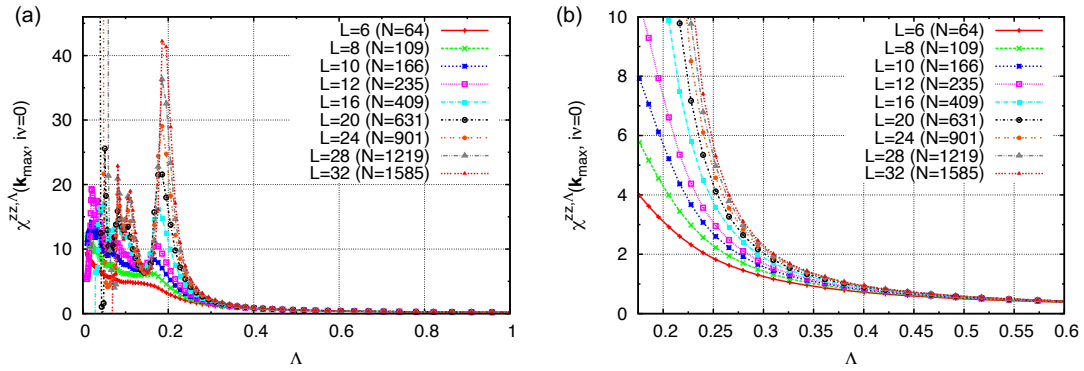 (a)
χ^{zz,Λ}(k_max, iν=0)
40
30
20
10
0
L=6 (N=64)
L=8 (N=109)
L=10 (N=166)
L=12 (N=235)
L=16 (N=409)
L=20 (N=631)
L=24 (N=901)
L=28 (N=1219)
L=32 (N=1585)
0 0.2 0.4 0.6 0.8 1
Λ
(b)
χ^{zz,Λ}(k_max, iν=0)
10
8
6
4
2
0
L=6 (N=64)
L=8 (N=109)
L=10 (N=166)
L=12 (N=235)
L=16 (N=409)
L=20 (N=631)
L=24 (N=901)
L=28 (N=1219)
L=32 (N=1585)
0.2 0.25 0.3 0.35 0.4 0.45 0.5 0.55 0.6
Λ